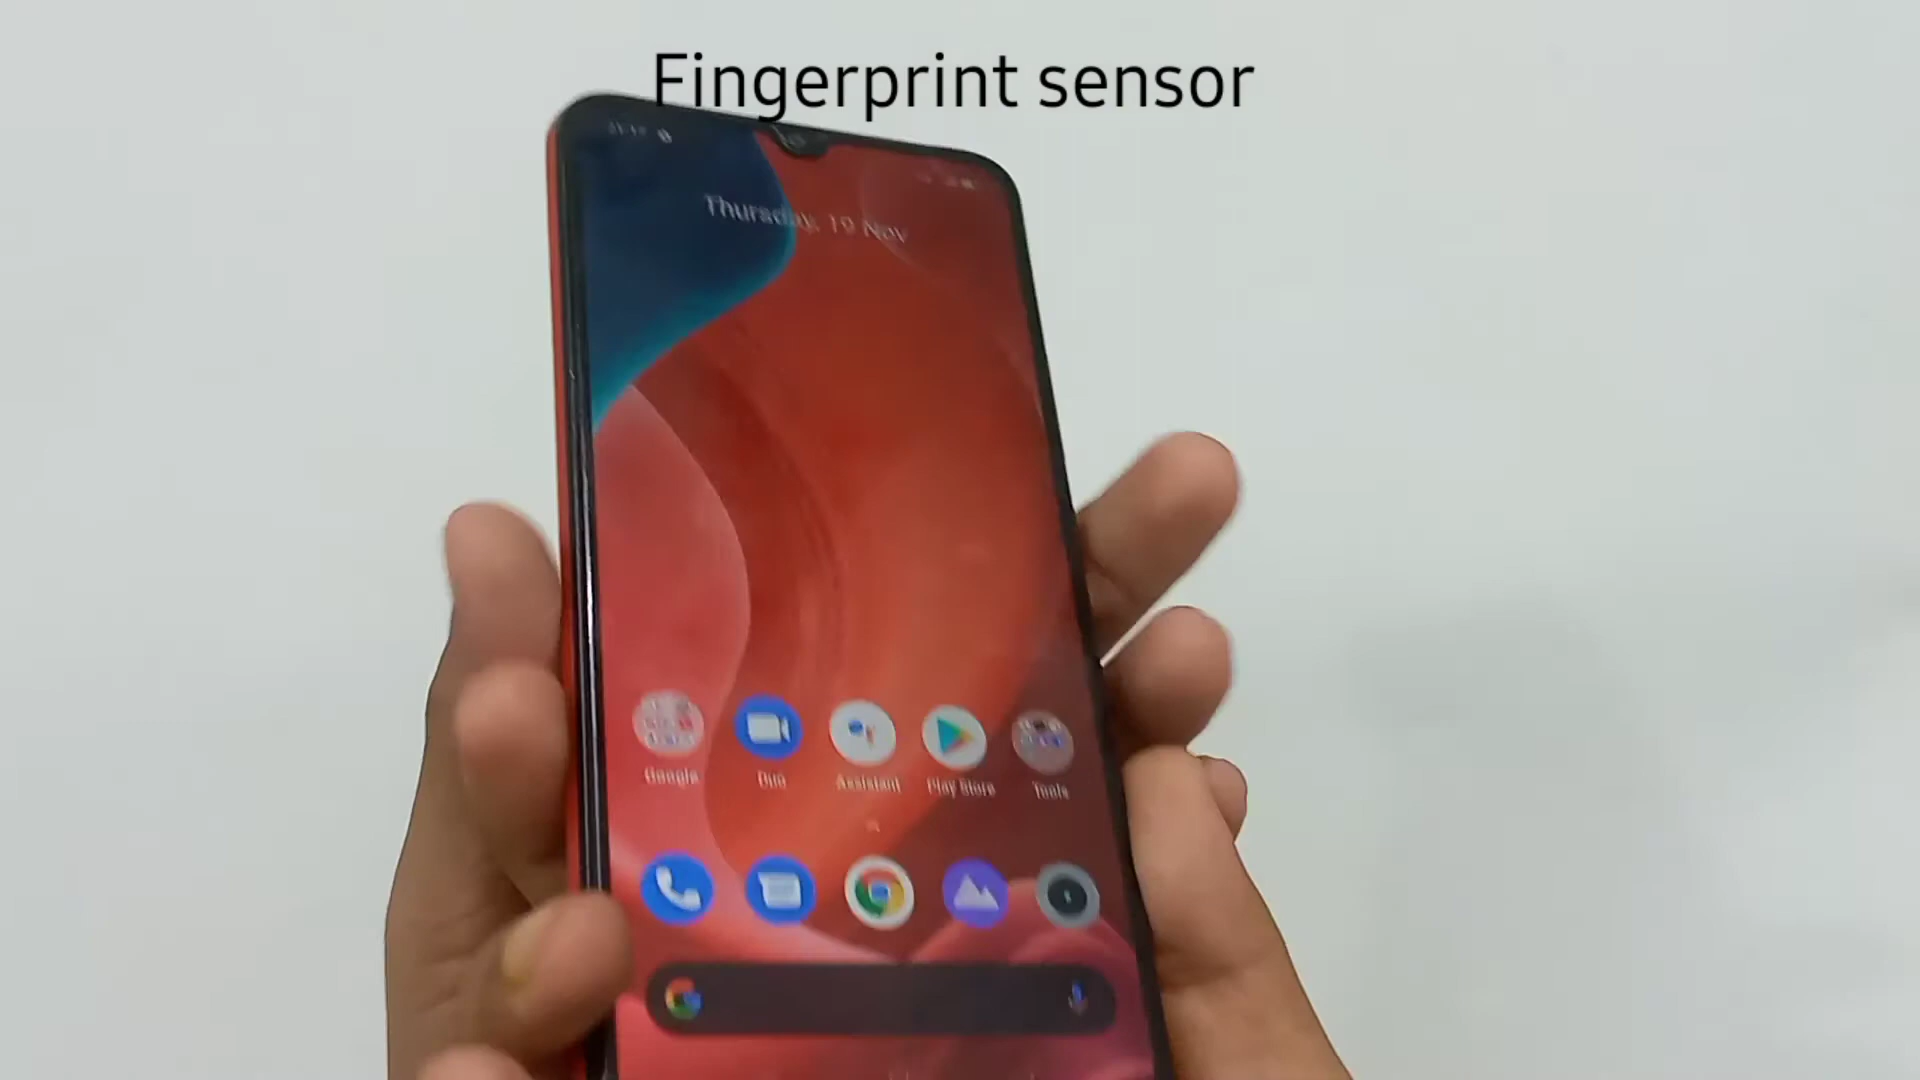 Fingerprint sensor
Thursday, 19 Nov
Google Duo Assistant Play Store Tools